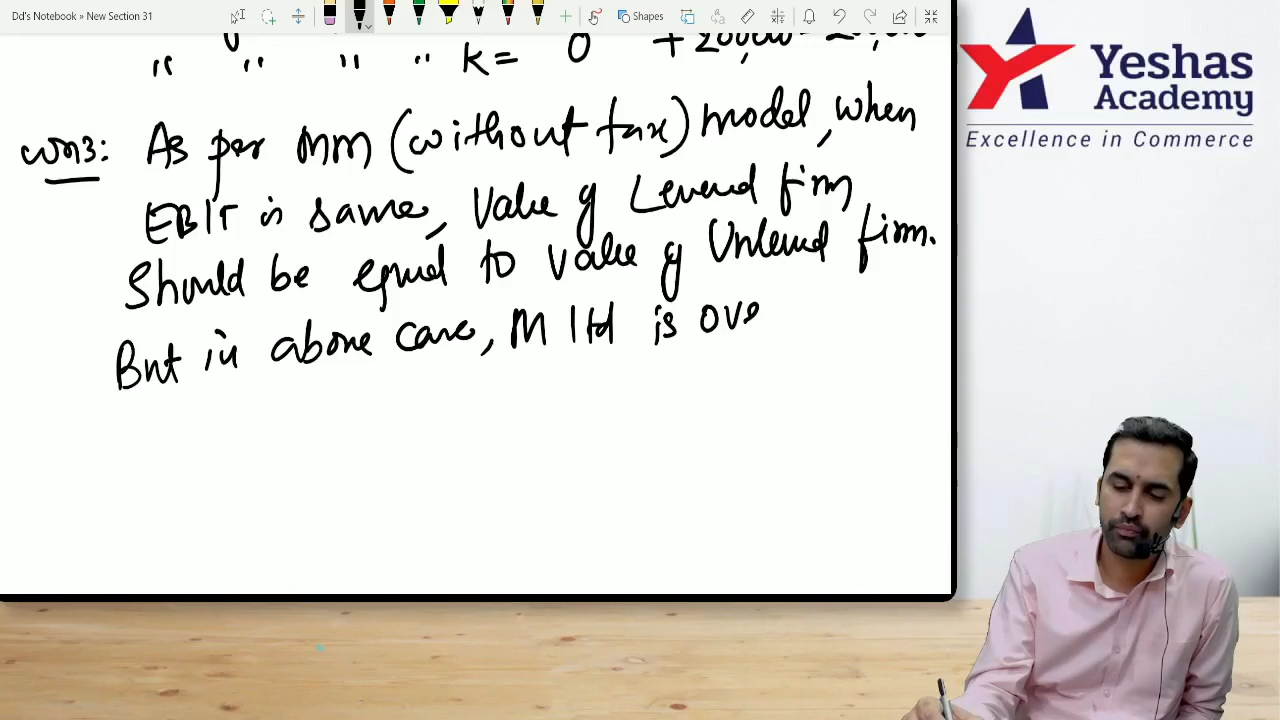 Dd's Notebook » New Section 31
Shapes
" " " " k = 0
WN3: As per MM (without tax) model, when
EBIT is same, Value of Levered firm
Should be equal to value of Unlevered firm.
But in above case, M ltd is ove
Yeshas
Academy
Excellence in Commerce